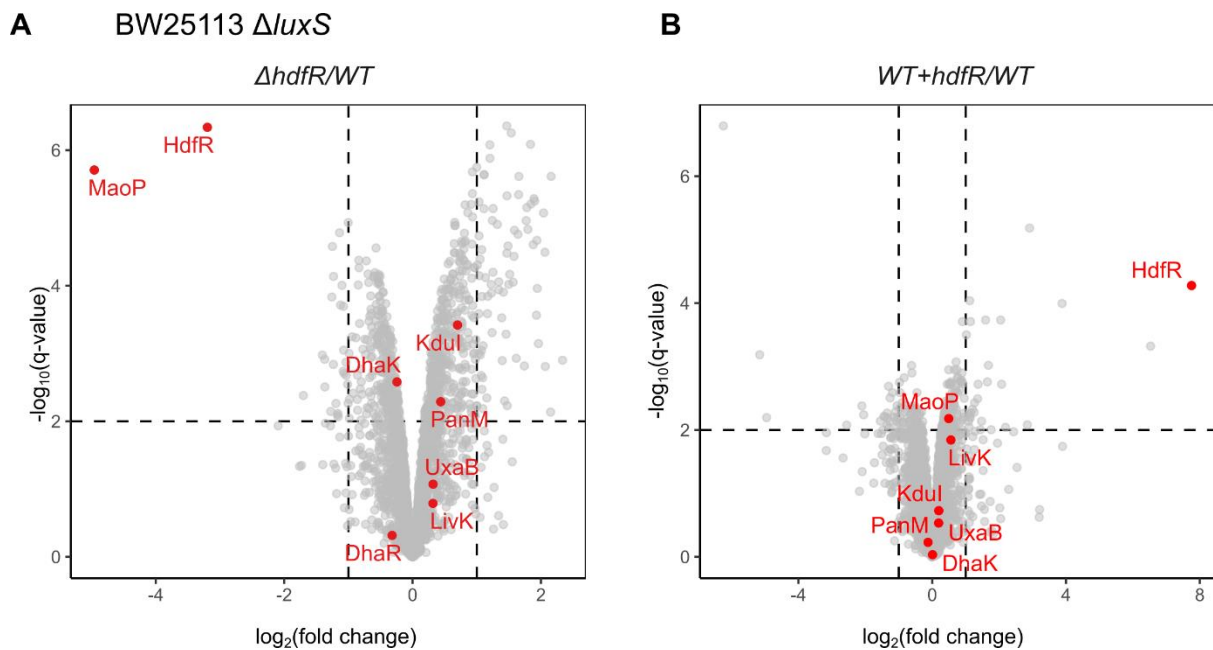 A BW25113 ΔluxS
ΔhdfR/WT
-log₁₀(q-value)
6
4
2
0
HdfR
MaoP
KduI
DhaK
PanM
UxaB
LivK
DhaR
-4
-2
0
2
log₂(fold change)
B
WT+hdfR/WT
-log₁₀(q-value)
6
4
2
0
HdfR
MaoP
LivK
KduI
PanM
UxaB
DhaK
-4
0
4
8
log₂(fold change)